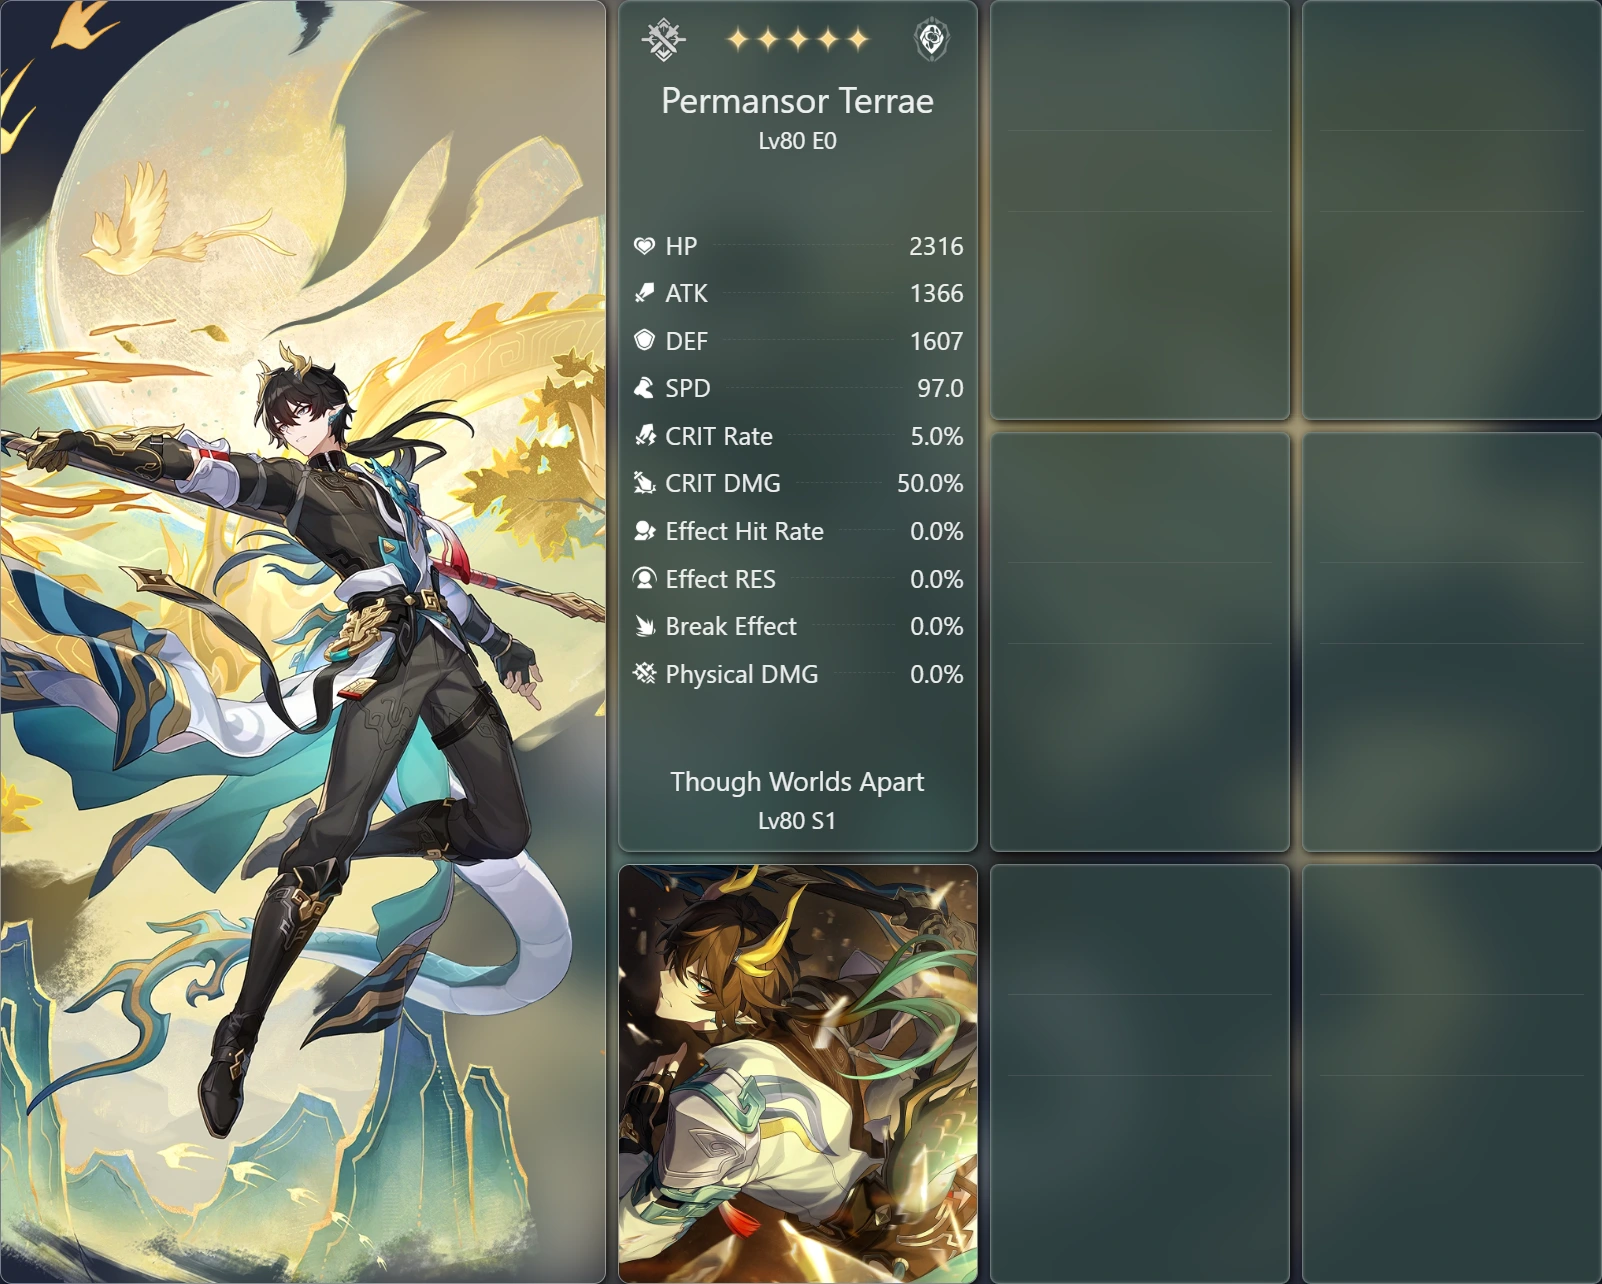 Permansor Terrae
Lv80 E0
HP 2316
ATK 1366
DEF 1607
SPD 97.0
CRIT Rate 5.0%
CRIT DMG 50.0%
Effect Hit Rate 0.0%
Effect RES 0.0%
Break Effect 0.0%
Physical DMG 0.0%
Though Worlds Apart
Lv80 S1